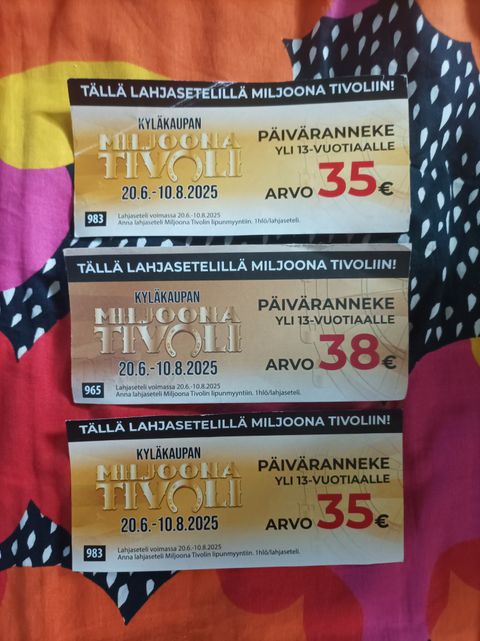 TÄLLÄ LAHJASETELILLÄ MILJOONA TIVOLIIN!
KYLÄKAUPAN
MILJOONA
TIVOLI
20.6.-10.8.2025
PÄIVÄRANNEKE
YLI 13-VUOTIAALLE
ARVO 35€
983
Lahjaseteli voimassa 20.6.-10.8.2025
Anna lahjaseteli Miljoona Tivolin lipunmyyntiin. 1hlö/lahjaseteli.
TÄLLÄ LAHJASETELILLÄ MILJOONA TIVOLIIN!
KYLÄKAUPAN
MILJOONA
TIVOLI
20.6.-10.8.2025
PÄIVÄRANNEKE
YLI 13-VUOTIAALLE
ARVO 38€
965
Lahjaseteli voimassa 20.6.-10.8.2025
Anna lahjaseteli Miljoona Tivolin lipunmyyntiin. 1hlö/lahjaseteli.
TÄLLÄ LAHJASETELILLÄ MILJOONA TIVOLIIN!
KYLÄKAUPAN
MILJOONA
TIVOLI
20.6.-10.8.2025
PÄIVÄRANNEKE
YLI 13-VUOTIAALLE
ARVO 35€
983
Lahjaseteli voimassa 20.6.-10.8.2025
Anna lahjaseteli Miljoona Tivolin lipunmyyntiin. 1hlö/lahjaseteli.